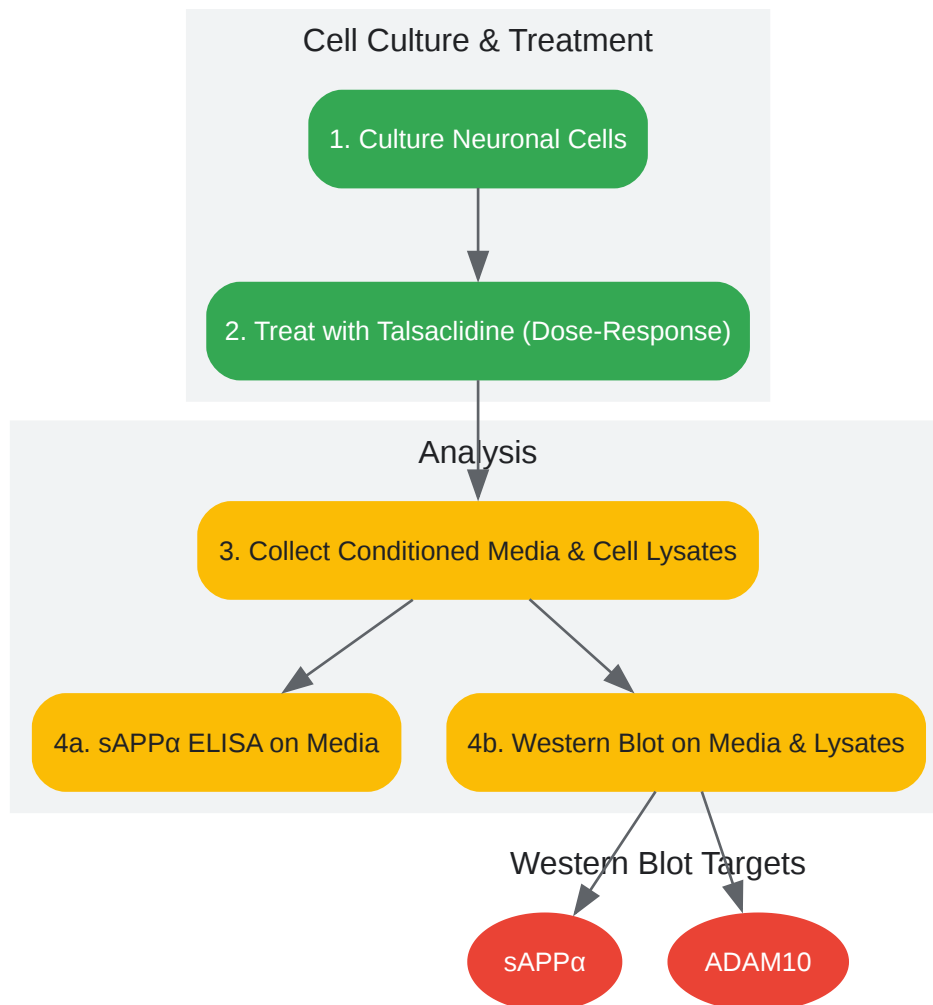 Cell Culture & Treatment
1. Culture Neuronal Cells
2. Treat with Talsaclidine (Dose-Response)
Analysis
3. Collect Conditioned Media & Cell Lysates
4a. sAPPα ELISA on Media
4b. Western Blot on Media & Lysates
Western Blot Targets
sAPPα
ADAM10